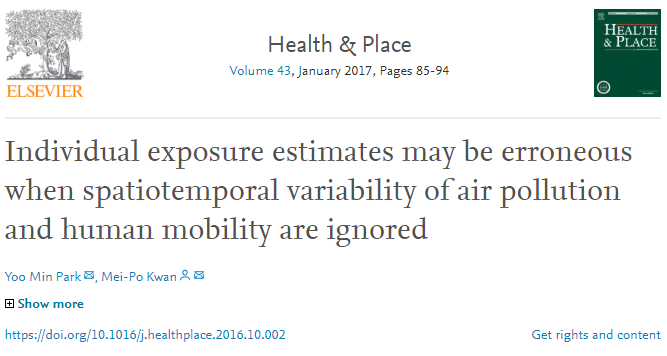 ELSEVIER
Health & Place
Volume 43, January 2017, Pages 85-94
HEALTH
& PLACE
Individual exposure estimates may be erroneous
when spatiotemporal variability of air pollution
and human mobility are ignored
Yoo Min Park, Mei-Po Kwan
Show more
https://doi.org/10.1016/j.healthplace.2016.10.002
Get rights and content